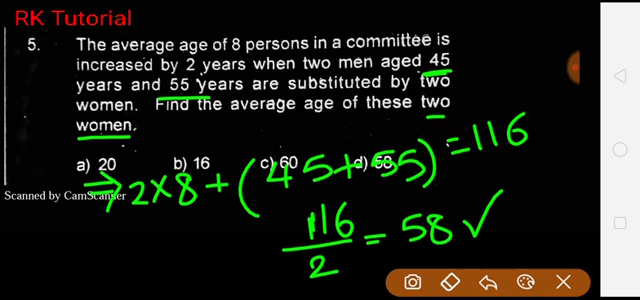 RK Tutorial
5. The average age of 8 persons in a committee is
increased by 2 years when two men aged 45
years and 55 years are substituted by two
women. Find the average age of these two
women.
a) 20 b) 16 c) 60 d) 58
⇒ 2×8 + (45+55) = 116
Scanned by CamScanner
116/2 = 58 ✓